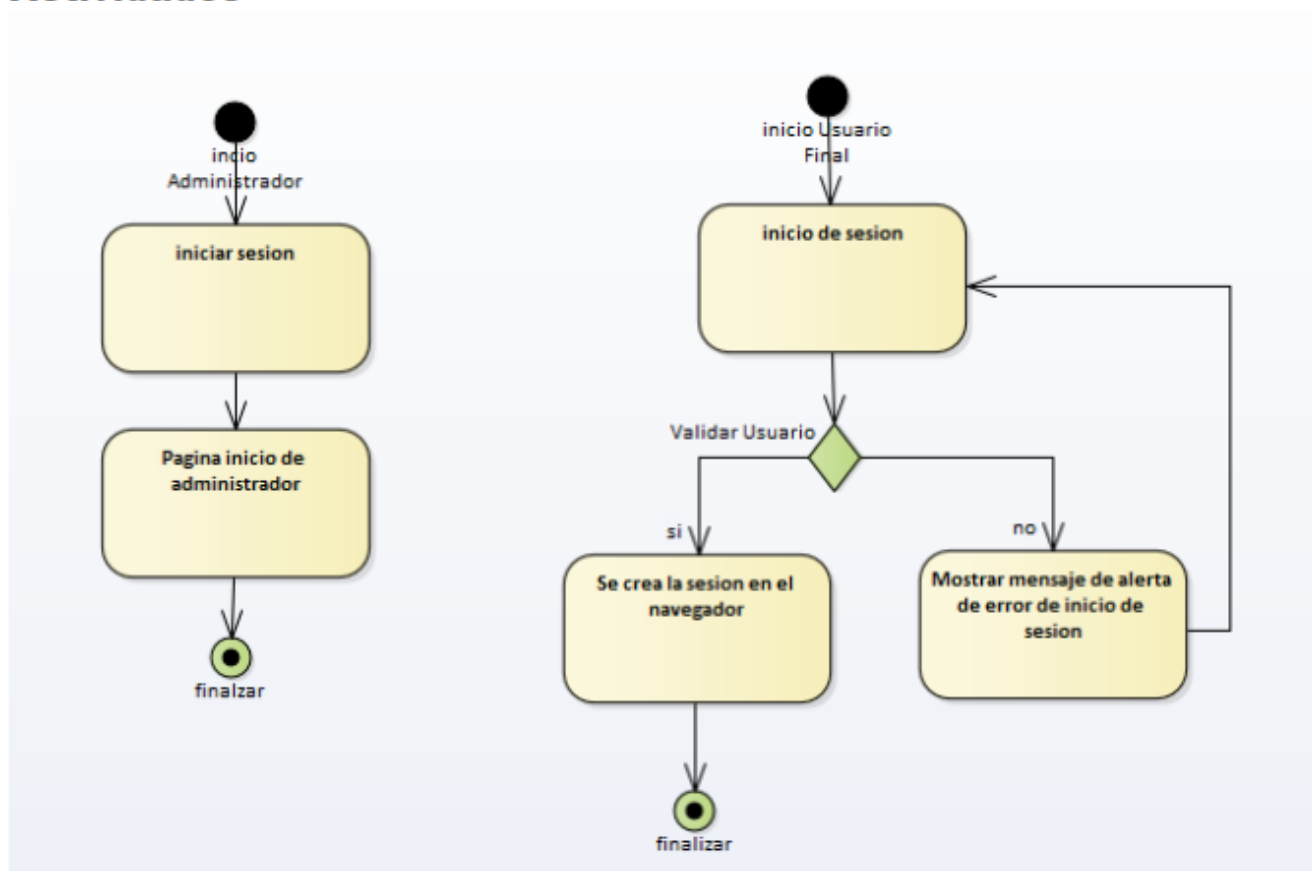 incio
Administrador
iniciar sesion
Pagina inicio de
administrador
finalzar
inicio Usuario
Final
inicio de sesion
Validar Usuario
si
no
Se crea la sesion en el
navegador
Mostrar mensaje de alerta
de error de inicio de
sesion
finalizar